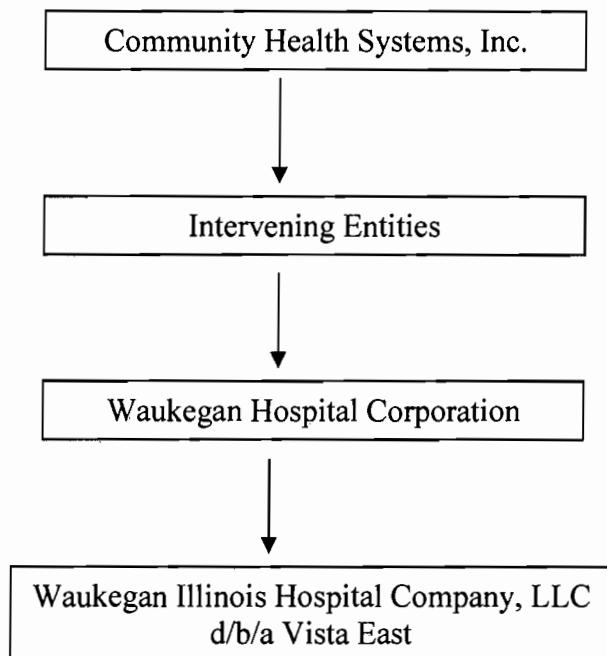 Community Health Systems, Inc.
Intervening Entities
Waukegan Hospital Corporation
Waukegan Illinois Hospital Company, LLC
d/b/a Vista East